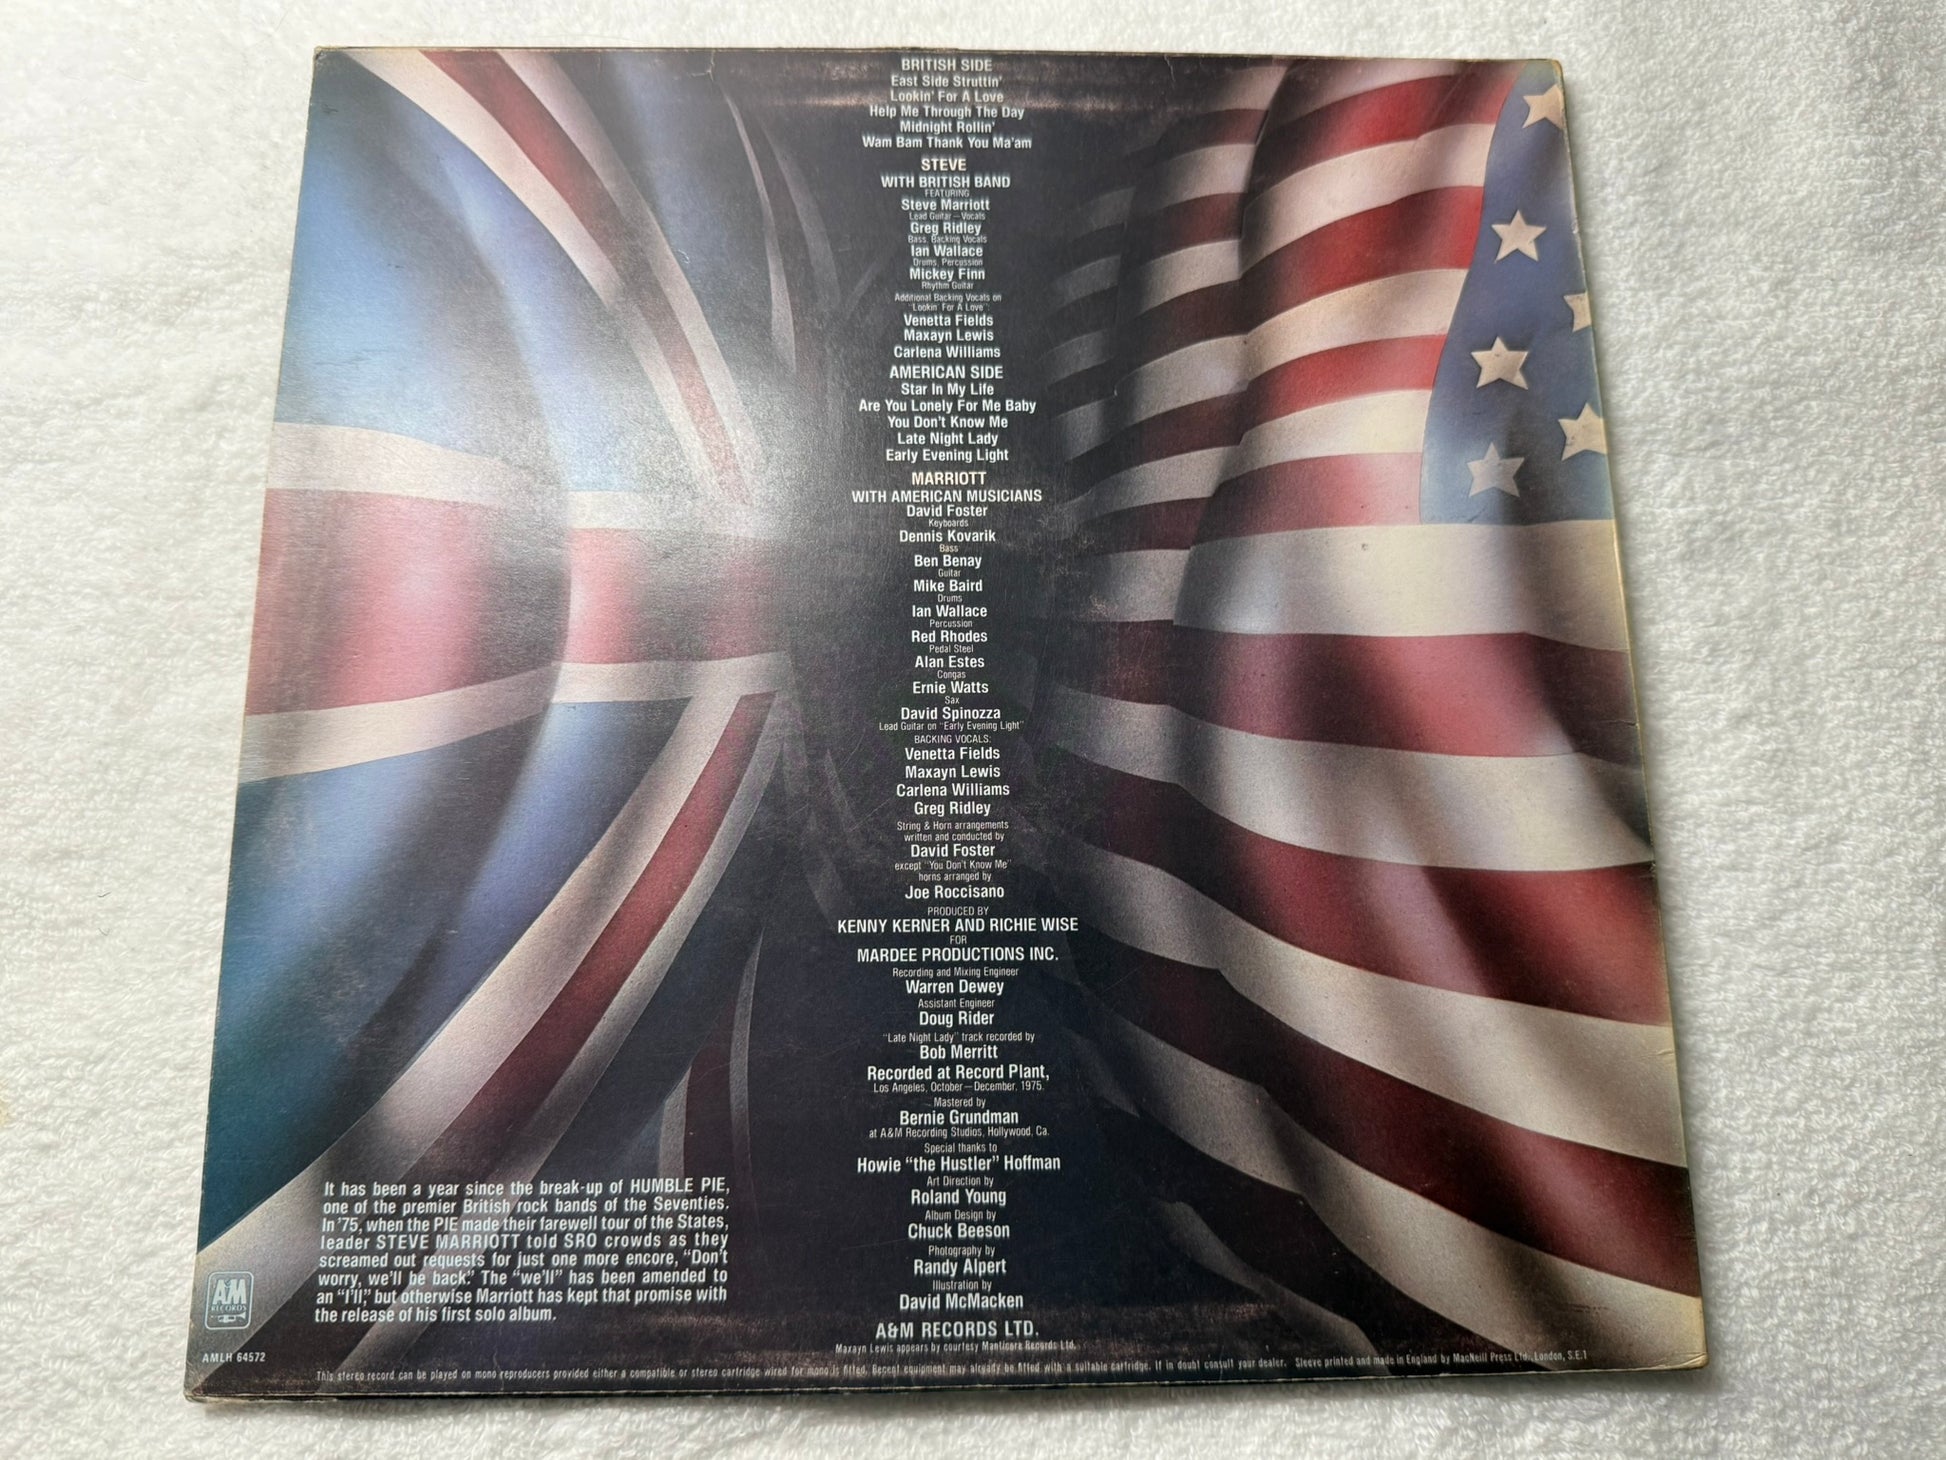 BRITISH SIDE
East Side Struttin'
Lookin' For A Love
Help Me Through The Day
Midnight Rollin'
Wam Bam Thank You Ma'am
STEVE
WITH BRITISH BAND
FEATURING
Steve Marriott
Lead Guitar — Vocals
Greg Ridley
Bass, Backing Vocals
Ian Wallace
Drums, Percussion
Mickey Finn
Rhythm Guitar
Additional Backing Vocals on
"Lookin' For A Love":
Venetta Fields
Maxayn Lewis
Carlena Williams
AMERICAN SIDE
Star In My Life
Are You Lonely For Me Baby
You Don't Know Me
Late Night Lady
Early Evening Light
MARRIOTT
WITH AMERICAN MUSICIANS
David Foster
Keyboards
Dennis Kovarik
Bass
Ben Benay
Guitar
Mike Baird
Drums
Ian Wallace
Percussion
Red Rhodes
Pedal Steel
Alan Estes
Congas
Ernie Watts
Sax
David Spinozza
Lead Guitar on "Early Evening Light"
BACKING VOCALS:
Venetta Fields
Maxayn Lewis
Carlena Williams
Greg Ridley
String & Horn arrangements
written and conducted by
David Foster
except "You Don't Know Me"
horns arranged by
Joe Roccisano
PRODUCED BY
KENNY KERNER AND RICHIE WISE
FOR
MARDEE PRODUCTIONS INC.
Recording and Mixing Engineer
Warren Dewey
Assistant Engineer
Doug Rider
"Late Night Lady" track recorded by
Bob Merritt
Recorded at Record Plant,
Los Angeles, October—December, 1975.
Mastered by
Bernie Grundman
at A&M Recording Studios, Hollywood, Ca.
Special thanks to
Howie "the Hustler" Hoffman
Art Direction by
Roland Young
Album Design by
Chuck Beeson
Photography by
Randy Alpert
Illustration by
David McMacken
A&M RECORDS LTD.
Maxayn Lewis appears by courtesy Manticore Records Ltd.
It has been a year since the break-up of HUMBLE PIE,
one of the premier British rock bands of the Seventies.
In '75, when the PIE made their farewell tour of the States,
leader STEVE MARRIOTT told SRO crowds as they
screamed out requests for just one more encore, "Don't
worry, we'll be back." The "we'll" has been amended to
an "I'll," but otherwise Marriott has kept that promise with
the release of his first solo album.
A&M
RECORDS
AMLH 64572
This stereo record can be played on mono reproducers provided either a compatible or stereo cartridge wired for mono is fitted. Recent equipment may already be fitted with a suitable cartridge. If in doubt consult your dealer. Sleeve printed and made in England by MacNeill Press Ltd., London, S.E.1